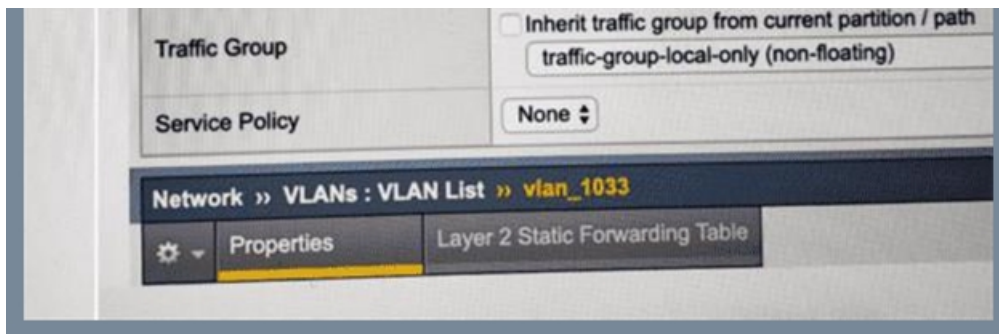 Inherit traffic group from current partition / path
Traffic Group
traffic-group-local-only (non-floating)
Service Policy
None
Network » VLANs : VLAN List » vlan_1033
Properties
Layer 2 Static Forwarding Table